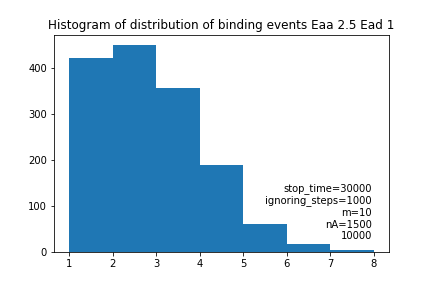 Histogram of distribution of binding events Eaa 2.5 Ead 1
400
300
200
100
0
stop_time=30000
ignoring_steps=1000
m=10
nA=1500
10000
1 2 3 4 5 6 7 8